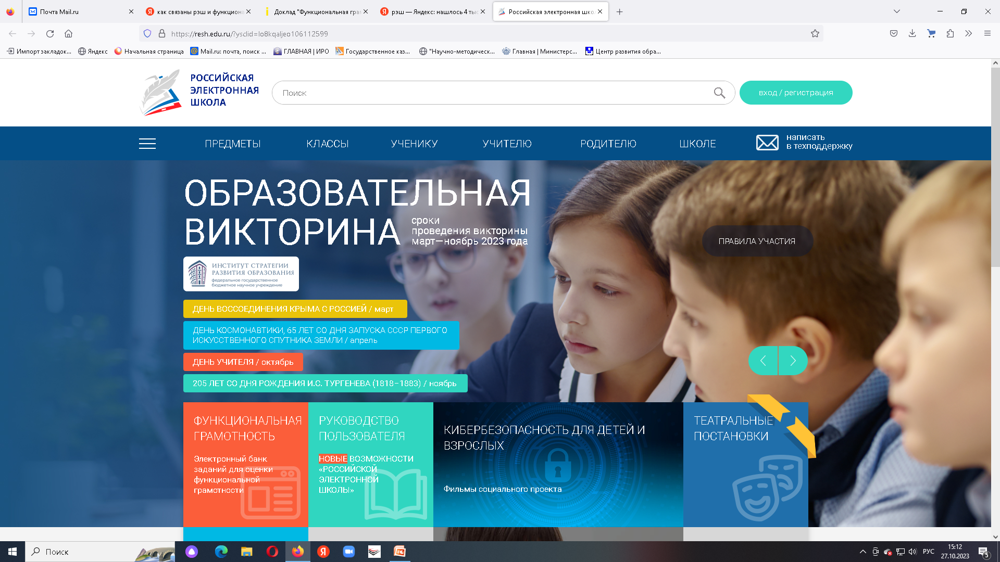 Почта Mail.ru
как связаны рэш и функциона
Доклад "Функциональная гра
рэш — Яндекс: нашлось 4 тыс
Российская электронная шко
https://resh.edu.ru/?ysclid=lo8kqaljeo106112599
Импорт закладок...
Яндекс
Начальная страница
Mail.ru: почта, поиск ...
ГЛАВНАЯ | ИРО
Государственное каз...
"Научно-методическ...
Главная | Министерс...
Центр развития обра...
РОССИЙСКАЯ
ЭЛЕКТРОННАЯ
ШКОЛА
Поиск
вход / регистрация
ПРЕДМЕТЫ
КЛАССЫ
УЧЕНИКУ
УЧИТЕЛЮ
РОДИТЕЛЮ
ШКОЛЕ
написать
в техподдержку
ОБРАЗОВАТЕЛЬНАЯ
ВИКТОРИНА
сроки
проведения викторины
март—ноябрь 2023 года
ПРАВИЛА УЧАСТИЯ
ИНСТИТУТ СТРАТЕГИИ
РАЗВИТИЯ ОБРАЗОВАНИЯ
федеральное государственное
бюджетное научное учреждение
ДЕНЬ ВОССОЕДИНЕНИЯ КРЫМА С РОССИЕЙ / март
ДЕНЬ КОСМОНАВТИКИ, 65 ЛЕТ СО ДНЯ ЗАПУСКА СССР ПЕРВОГО
ИСКУССТВЕННОГО СПУТНИКА ЗЕМЛИ / апрель
ДЕНЬ УЧИТЕЛЯ / октябрь
205 ЛЕТ СО ДНЯ РОЖДЕНИЯ И.С. ТУРГЕНЕВА (1818–1883) / ноябрь
ФУНКЦИОНАЛЬНАЯ
ГРАМОТНОСТЬ
Электронный банк
заданий для оценки
функциональной
грамотности
РУКОВОДСТВО
ПОЛЬЗОВАТЕЛЯ
НОВЫЕ ВОЗМОЖНОСТИ
«РОССИЙСКОЙ
ЭЛЕКТРОННОЙ
ШКОЛЫ»
КИБЕРБЕЗОПАСНОСТЬ ДЛЯ ДЕТЕЙ И
ВЗРОСЛЫХ
Фильмы социального проекта
ТЕАТРАЛЬНЫЕ
ПОСТАНОВКИ
Поиск
РУС
15:12
27.10.2023
5